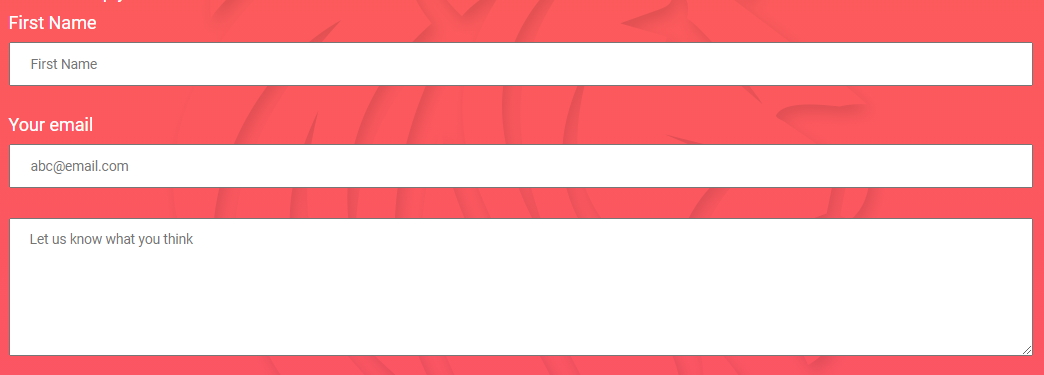 First Name
First Name
Your email
abc@email.com
Let us know what you think